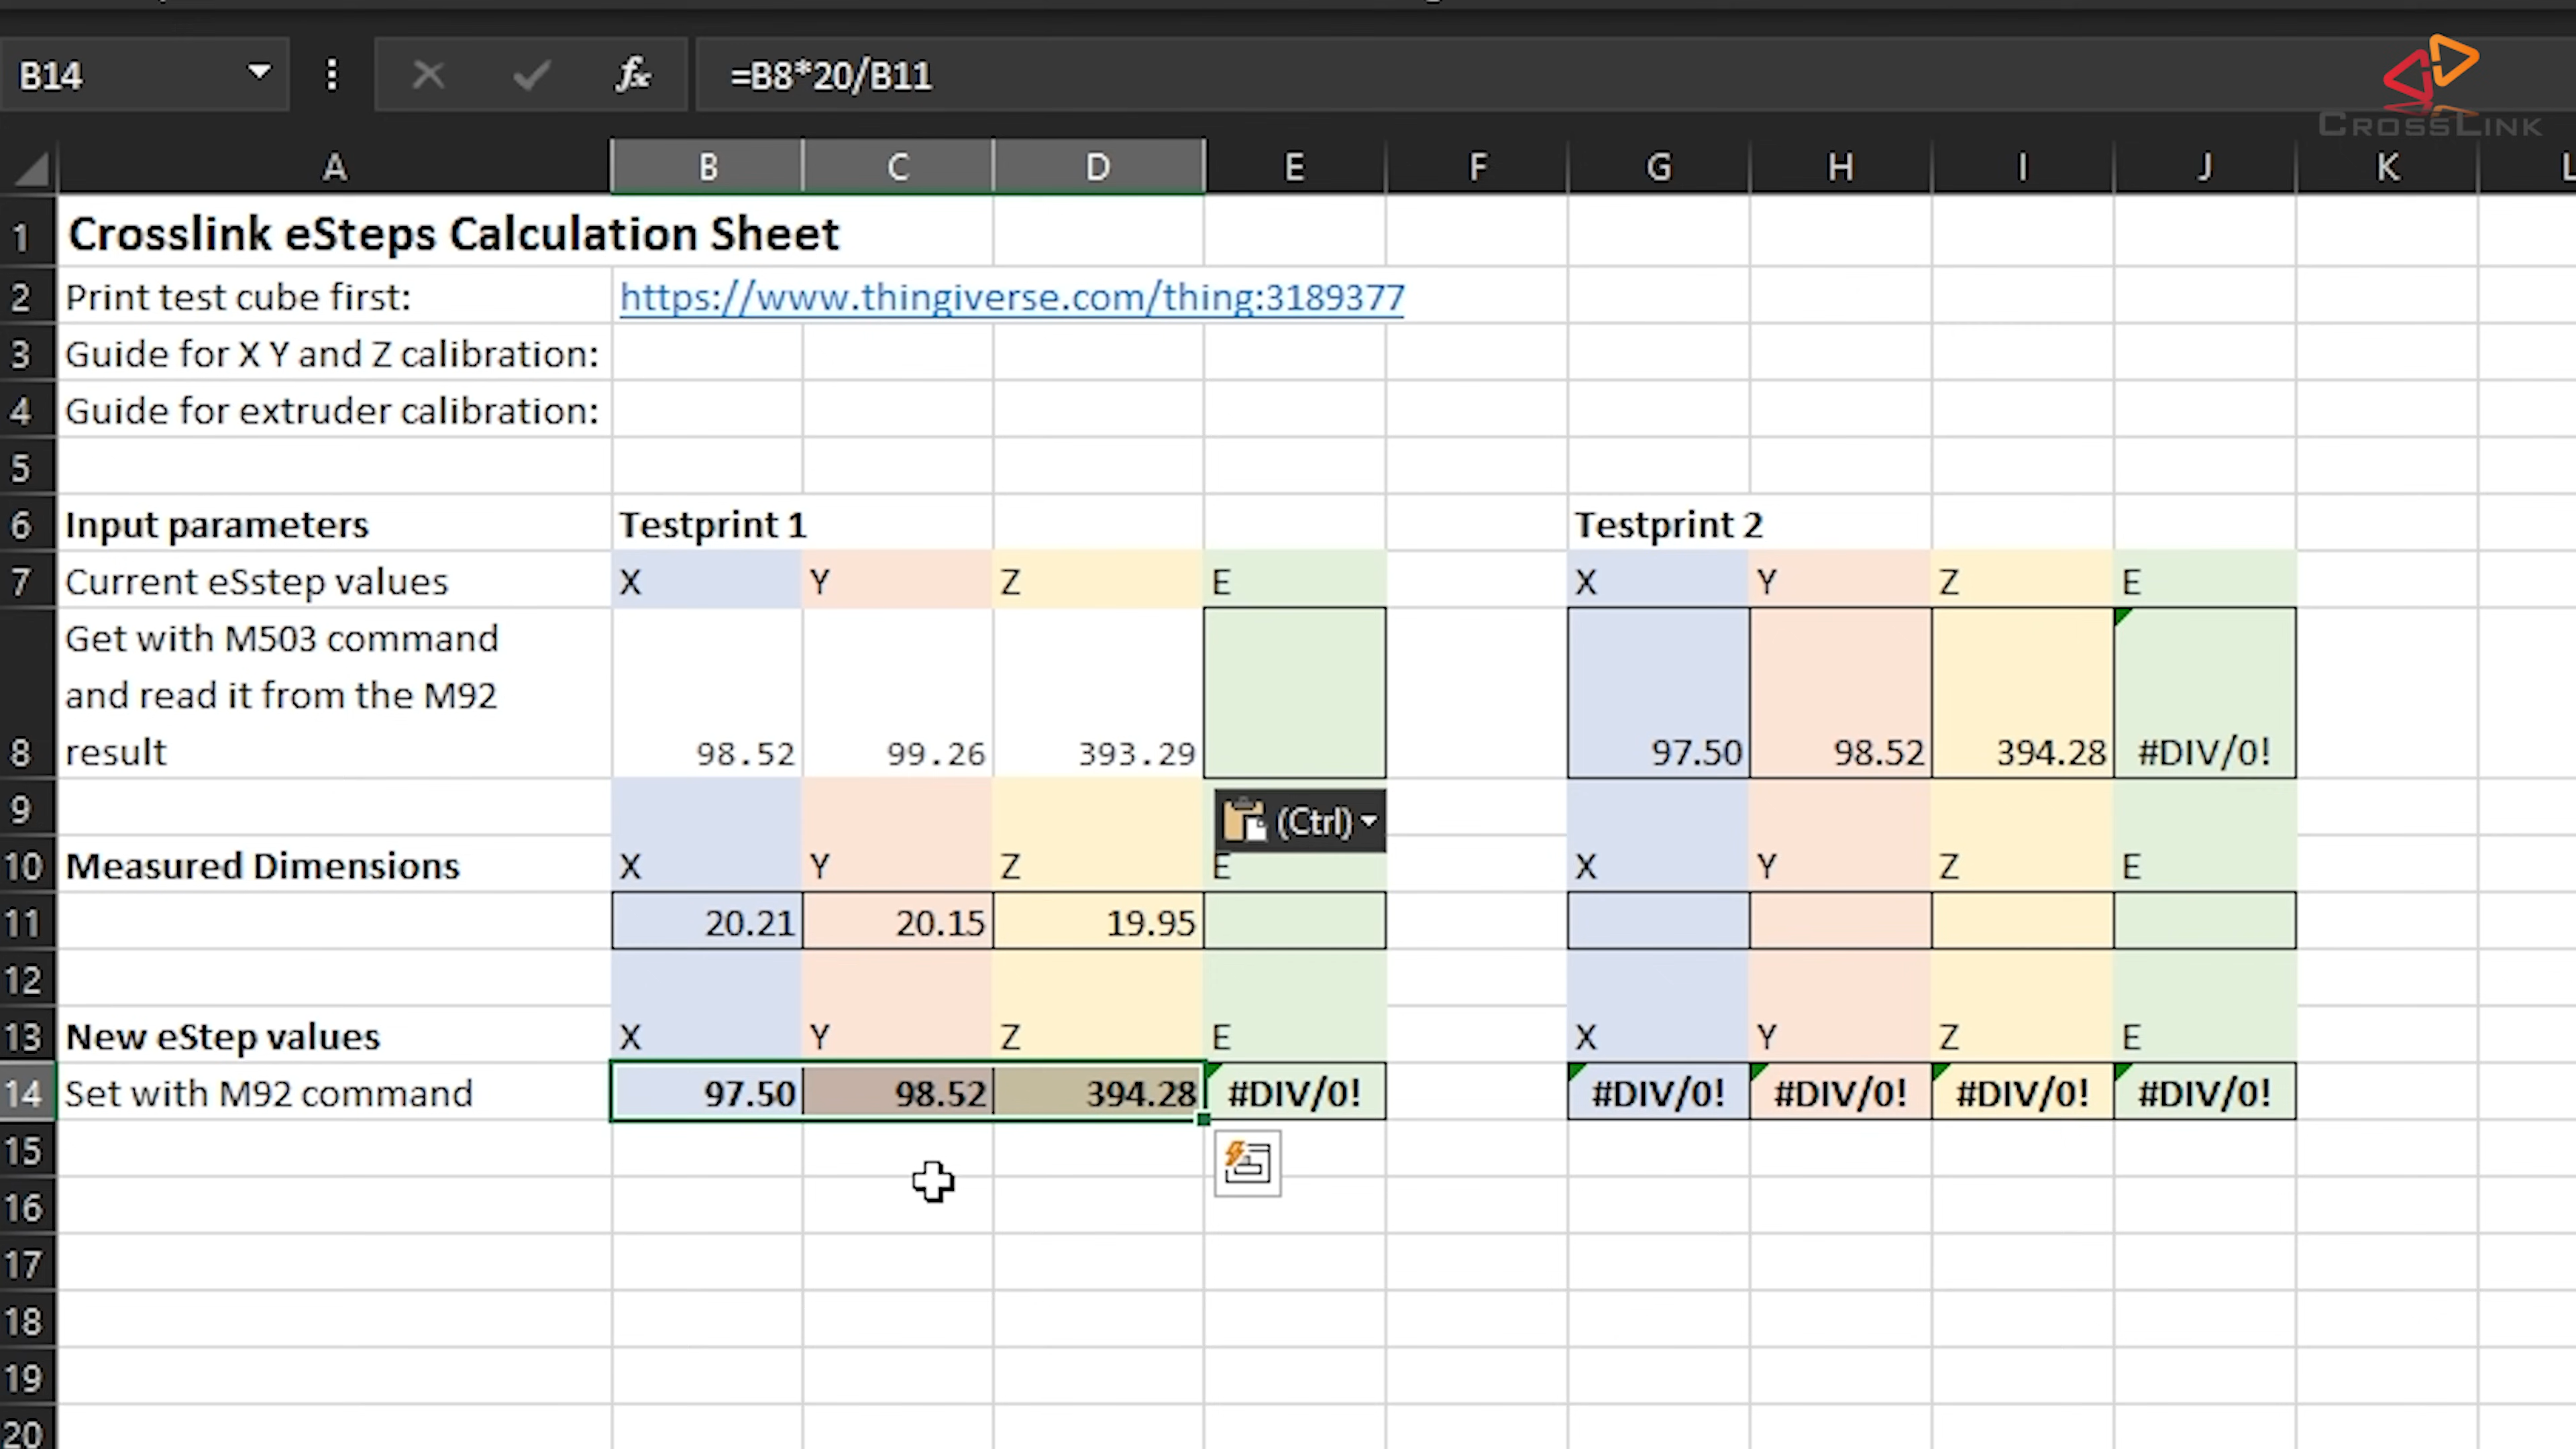 B14 fx =B8*20/B11
CROSSLINK
A B C D E F G H I J K L
1 Crosslink eSteps Calculation Sheet
2 Print test cube first: https://www.thingiverse.com/thing:3189377
3 Guide for X Y and Z calibration:
4 Guide for extruder calibration:
5
6 Input parameters Testprint 1 Testprint 2
7 Current eSstep values X Y Z E X Y Z E
Get with M503 command
and read it from the M92
8 result 98.52 99.26 393.29 97.50 98.52 394.28 #DIV/0!
9 (Ctrl)
10 Measured Dimensions X Y Z E X Y Z E
11 20.21 20.15 19.95
12
13 New eStep values X Y Z E X Y Z E
14 Set with M92 command 97.50 98.52 394.28 #DIV/0! #DIV/0! #DIV/0! #DIV/0! #DIV/0!
15
16
17
18
19
20